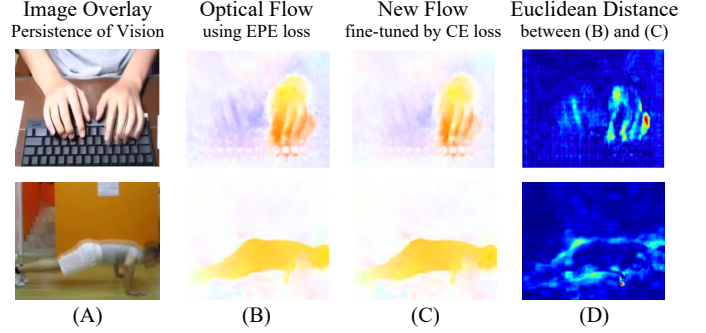 Image Overlay
Persistence of Vision
Optical Flow
using EPE loss
New Flow
fine-tuned by CE loss
Euclidean Distance
between (B) and (C)
(A)
(B)
(C)
(D)